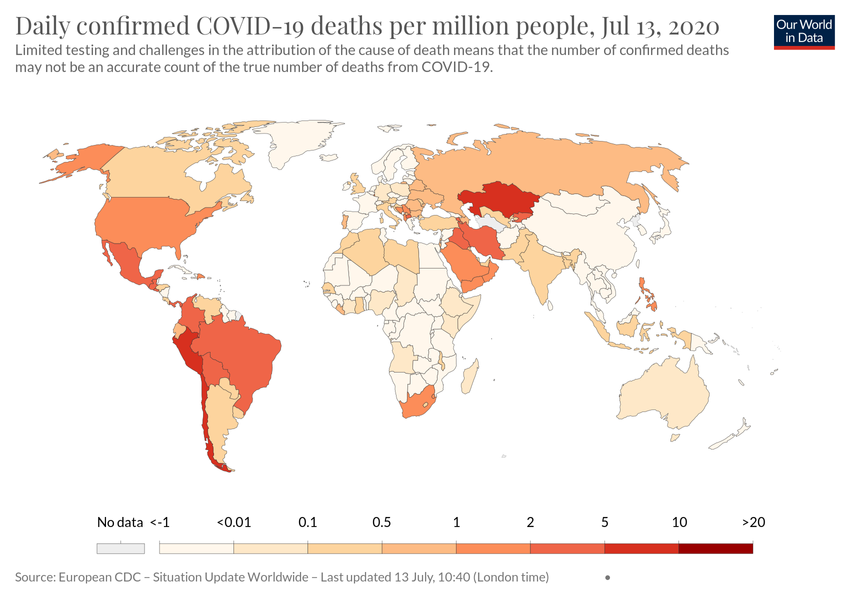 Daily confirmed COVID-19 deaths per million people, Jul 13, 2020
Our World
in Data
Limited testing and challenges in the attribution of the cause of death means that the number of confirmed deaths
may not be an accurate count of the true number of deaths from COVID-19.
No data <-1 <0.01 0.1 0.5 1 2 5 10 >20
Source: European CDC – Situation Update Worldwide – Last updated 13 July, 10:40 (London time) •